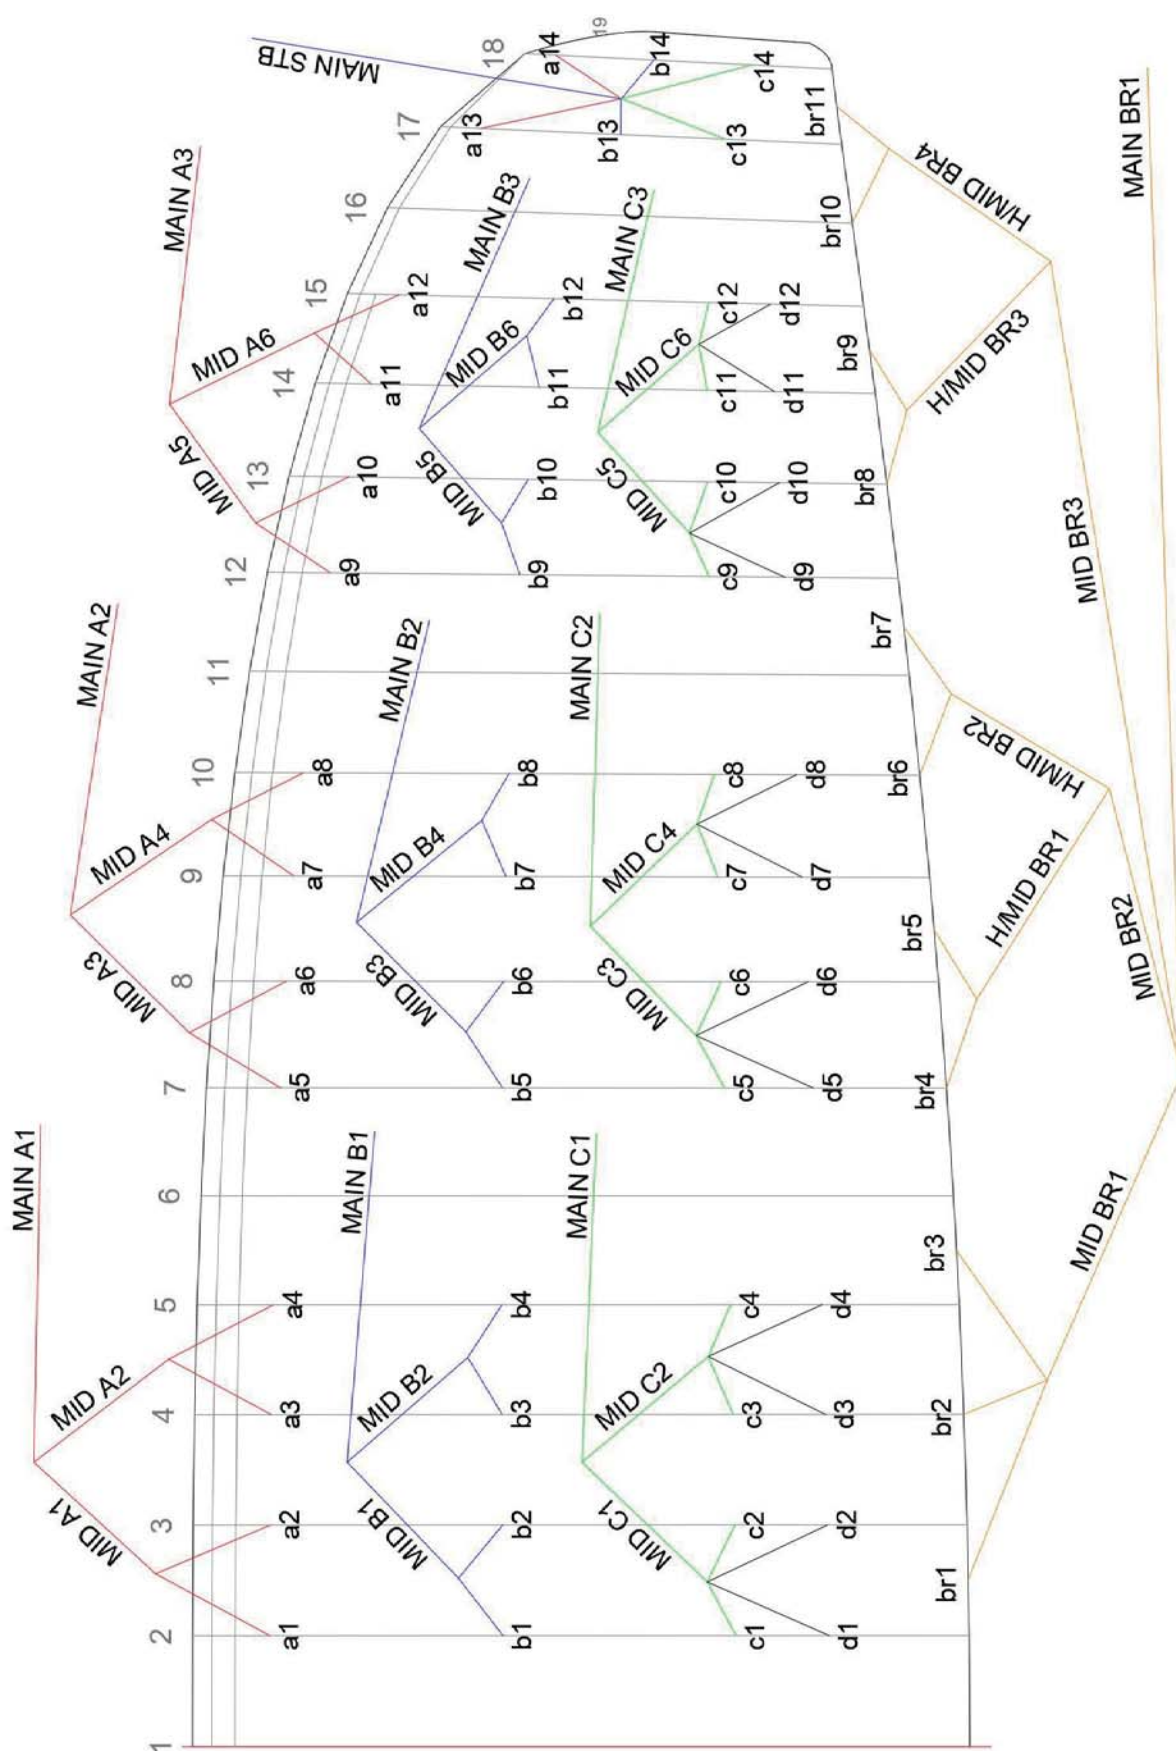 19
18
MAIN STB
a14
b14
c14
17
a13
b13
c13
br11
MAIN A3
16
MAIN B3
MAIN C3
br10
H/MID BR4
MAIN BR1
15
MID A6
a12
MID B6
b12
MID C6
c12
d12
br9
H/MID BR3
14
a11
b11
c11
d11
MID A5
13
a10
MID B5
b10
MID C5
c10
d10
br8
MID BR3
12
a9
b9
c9
d9
MAIN A2
11
MAIN B2
MAIN C2
br7
10
a8
b8
c8
d8
br6
H/MID BR2
MID A4
9
a7
MID B4
b7
MID C4
c7
d7
br5
H/MID BR1
MID BR2
MID A3
8
a6
MID B3
b6
MID C3
c6
d6
7
a5
b5
c5
d5
br4
MAIN A1
6
MAIN B1
MAIN C1
br3
MID BR1
5
a4
b4
c4
d4
MID A2
4
a3
MID B2
b3
MID C2
c3
d3
br2
MID A1
3
a2
MID B1
b2
MID C1
c2
d2
br1
2
a1
b1
c1
d1
1